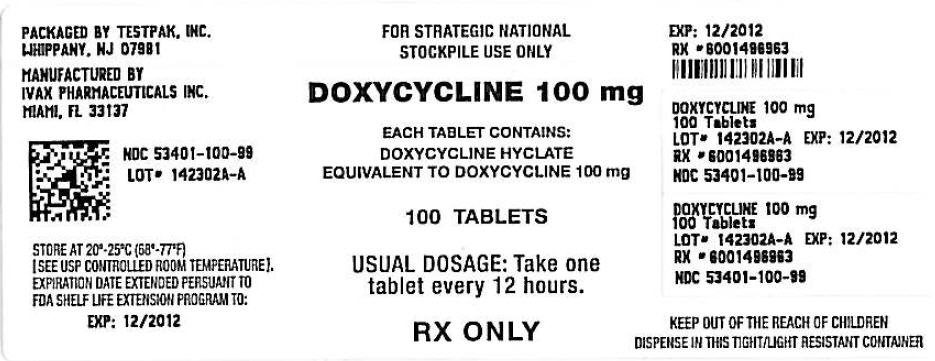 PACKAGED BY TESTPAK, INC.
WHIPPANY, NJ 07981
MANUFACTURED BY
IVAX PHARMACEUTICALS INC.
MIAMI, FL 33137
NDC 53401-100-99
LOT# 142302A-A
STORE AT 20°-25°C (68°-77°F)
[SEE USP CONTROLLED ROOM TEMPERATURE].
EXPIRATION DATE EXTENDED PERSUANT TO
FDA SHELF LIFE EXTENSION PROGRAM TO:
EXP: 12/2012
FOR STRATEGIC NATIONAL
STOCKPILE USE ONLY
DOXYCYCLINE 100 mg
EACH TABLET CONTAINS:
DOXYCYCLINE HYCLATE
EQUIVALENT TO DOXYCYCLINE 100 mg
100 TABLETS
USUAL DOSAGE: Take one
tablet every 12 hours.
RX ONLY
EXP: 12/2012
RX #6001496963
DOXYCYCLINE 100 mg
100 Tablets
LOT# 142302A-A EXP: 12/2012
RX #6001496963
NDC 53401-100-99
DOXYCYCLINE 100 mg
100 Tablets
LOT# 142302A-A EXP: 12/2012
RX #6001496963
NDC 53401-100-99
KEEP OUT OF THE REACH OF CHILDREN
DISPENSE IN THIS TIGHT/LIGHT RESISTANT CONTAINER